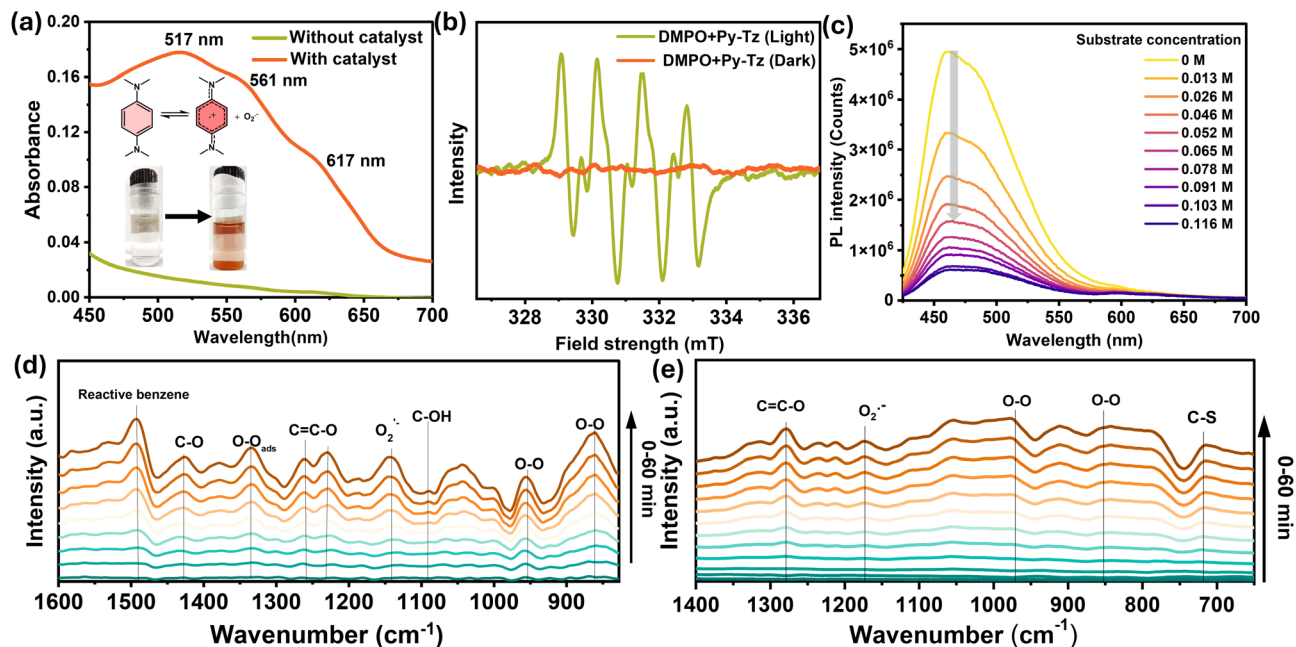 (a)
0.20
0.16
0.12
0.08
0.04
0.00
Absorbance
517 nm
561 nm
617 nm
Without catalyst
With catalyst
N
N
N
N
.+
+ O₂·-
450 500 550 600 650 700
Wavelength(nm)
(b)
Intensity
DMPO+Py-Tz (Light)
DMPO+Py-Tz (Dark)
328 330 332 334 336
Field strength (mT)
(c)
PL intensity (Counts)
5×10⁶
4×10⁶
3×10⁶
2×10⁶
1×10⁶
0
Substrate concentration
0 M
0.013 M
0.026 M
0.046 M
0.052 M
0.065 M
0.078 M
0.091 M
0.103 M
0.116 M
450 500 550 600 650 700
Wavelength (nm)
(d)
Intensity (a.u.)
Reactive benzene
C-O
O-Oads
C=C-O
O₂·-
C-OH
O-O
O-O
0-60 min
1600 1500 1400 1300 1200 1100 1000 900
Wavenumber (cm⁻¹)
(e)
Intensity (a.u.)
C=C-O
O₂·-
O-O
O-O
C-S
0-60 min
1400 1300 1200 1100 1000 900 800 700
Wavenumber (cm⁻¹)